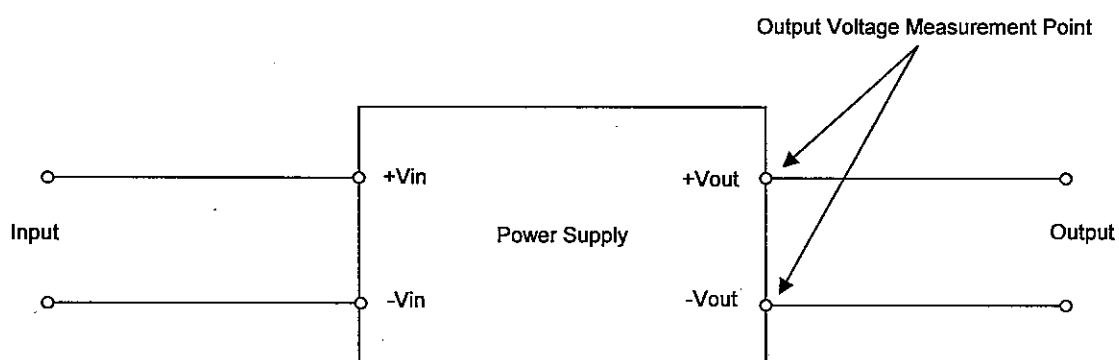 Output Voltage Measurement Point
+Vin
+Vout
Input
Power Supply
Output
-Vin
-Vout